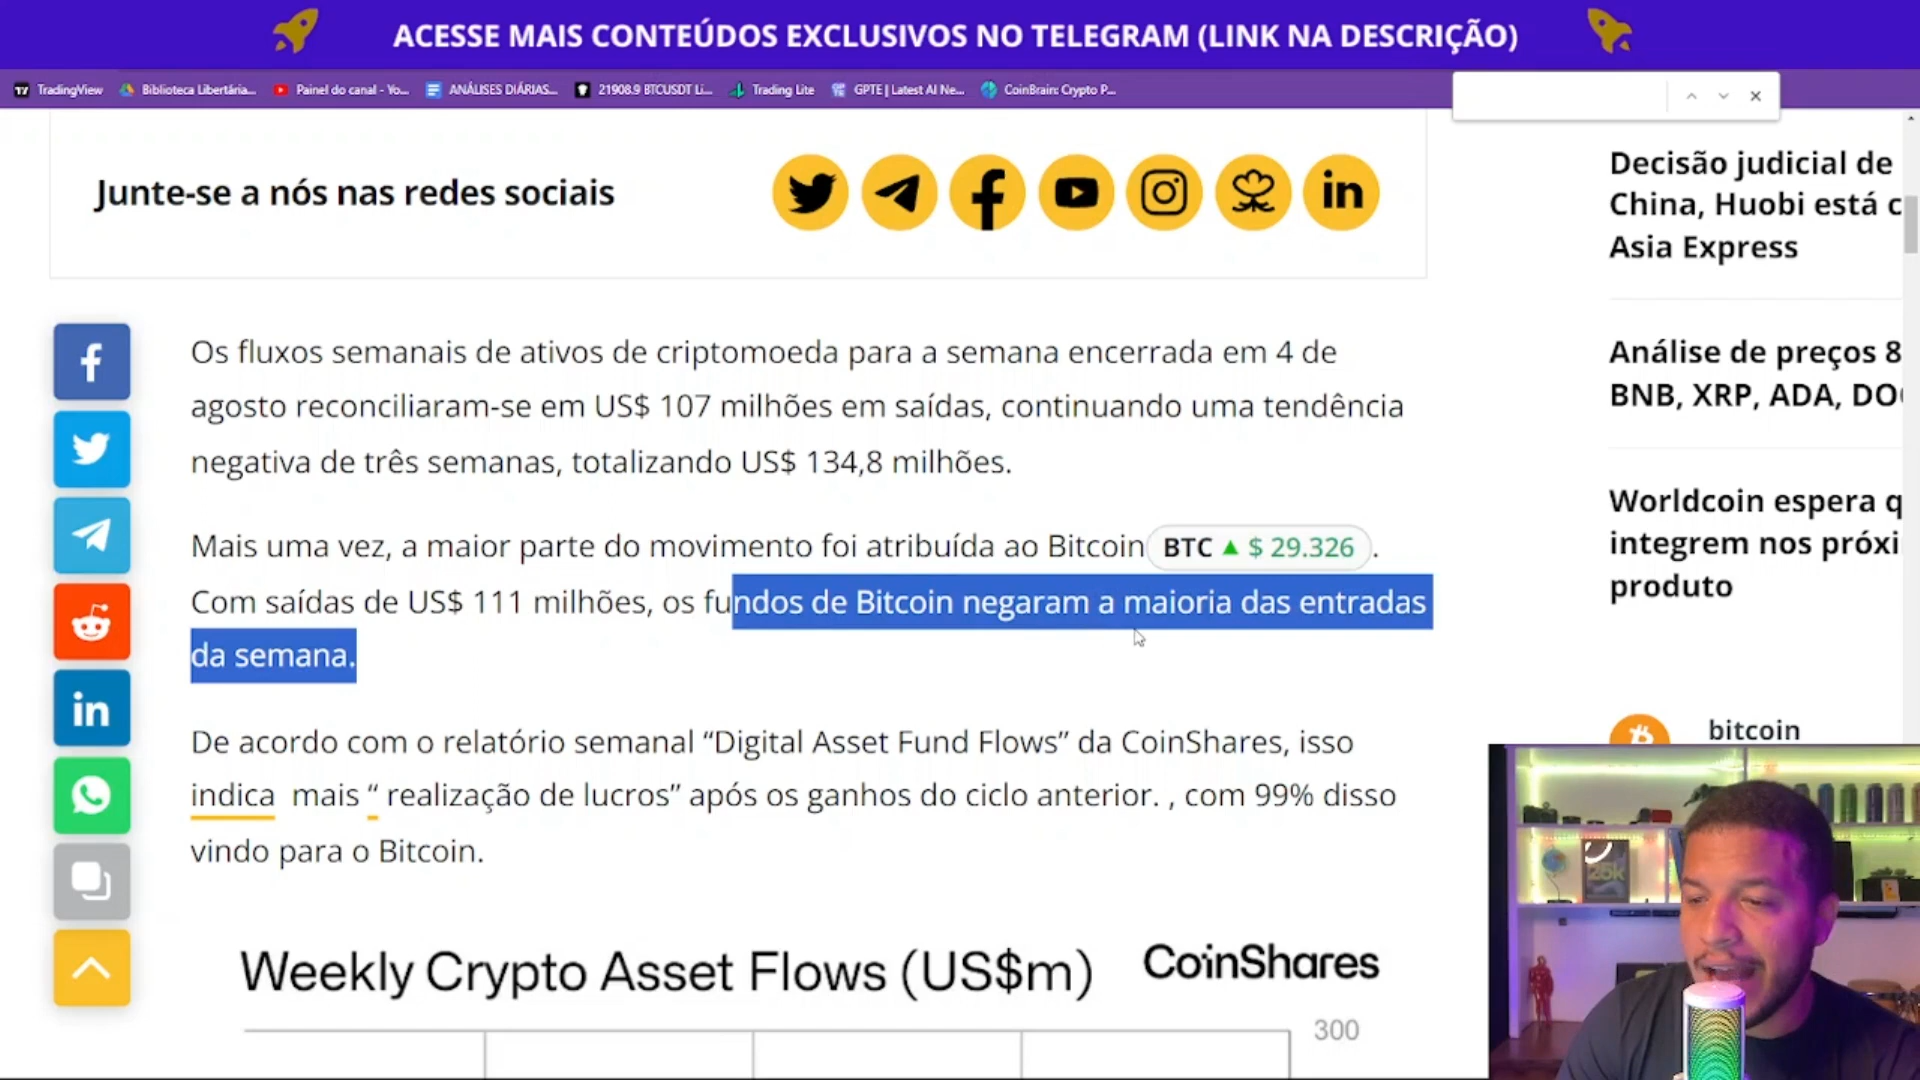 ACESSE MAIS CONTEÚDOS EXCLUSIVOS NO TELEGRAM (LINK NA DESCRIÇÃO)
TradingView
Biblioteca Libertária...
Painel do canal - Yo...
ANÁLISES DIÁRIAS...
21908.9 BTCUSDT Li...
Trading Lite
GPTE | Latest AI Ne...
CoinBrain: Crypto P...
Junte-se a nós nas redes sociais
Os fluxos semanais de ativos de criptomoeda para a semana encerrada em 4 de
agosto reconciliaram-se em US$ 107 milhões em saídas, continuando uma tendência
negativa de três semanas, totalizando US$ 134,8 milhões.
Mais uma vez, a maior parte do movimento foi atribuída ao Bitcoin BTC ▲ $ 29.326 .
Com saídas de US$ 111 milhões, os fundos de Bitcoin negaram a maioria das entradas
da semana.
De acordo com o relatório semanal “Digital Asset Fund Flows” da CoinShares, isso
indica mais “ realização de lucros” após os ganhos do ciclo anterior. , com 99% disso
vindo para o Bitcoin.
Weekly Crypto Asset Flows (US$m)
CoinShares
300
Decisão judicial de
China, Huobi está c
Asia Express
Análise de preços 8
BNB, XRP, ADA, DO
Worldcoin espera q
integrem nos próxi
produto
bitcoin
25k